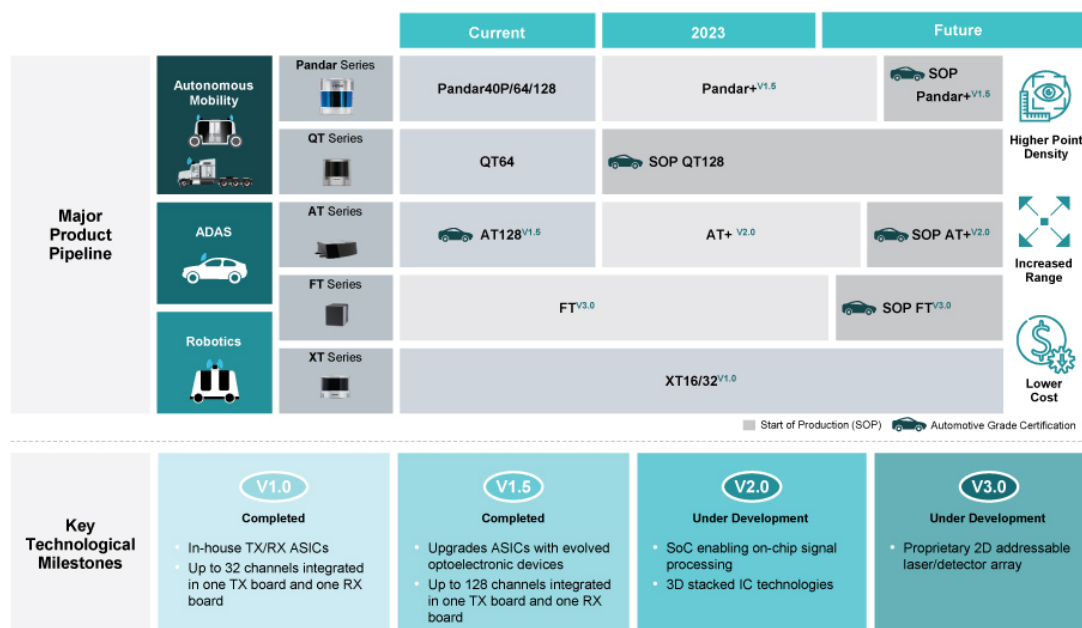 Current
2023
Future
Major
Product
Pipeline
Autonomous
Mobility
Pandar Series
Pandar40P/64/128
Pandar+V1.5
SOP
Pandar+V1.5
Higher Point
Density
QT Series
QT64
SOP QT128
ADAS
AT Series
AT128V1.5
AT+ V2.0
SOP AT+V2.0
Increased
Range
FT Series
FTV3.0
SOP FTV3.0
Robotics
XT Series
XT16/32V1.0
Lower
Cost
Start of Production (SOP)
Automotive Grade Certification
Key
Technological
Milestones
V1.0
Completed
• In-house TX/RX ASICs
• Up to 32 channels integrated
in one TX board and one RX
board
V1.5
Completed
• Upgrades ASICs with evolved
optoelectronic devices
• Up to 128 channels integrated
in one TX board and one RX
board
V2.0
Under Development
• SoC enabling on-chip signal
processing
• 3D stacked IC technologies
V3.0
Under Development
• Proprietary 2D addressable
laser/detector array